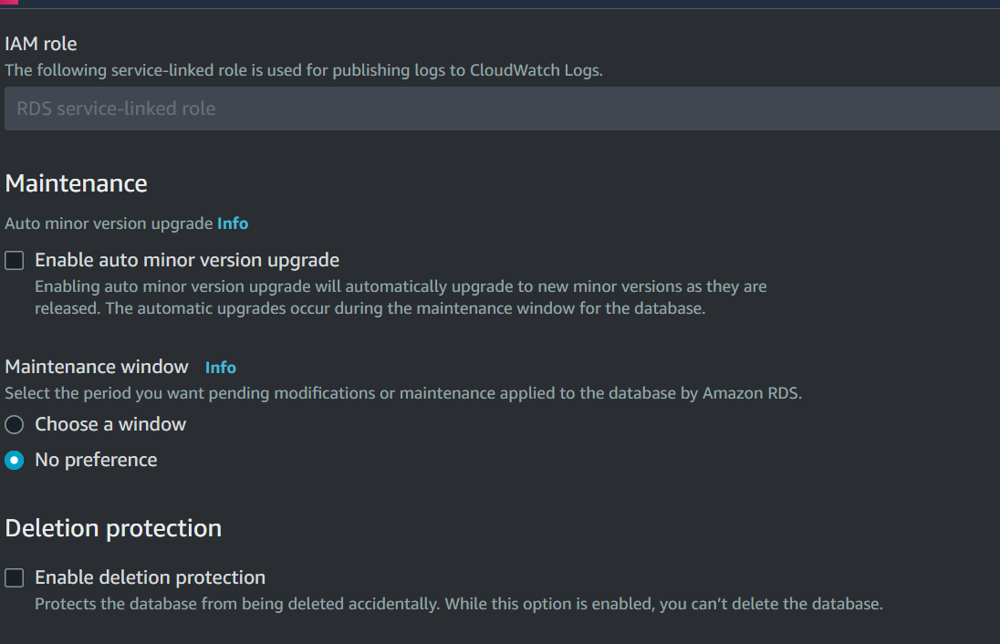 IAM role
The following service-linked role is used for publishing logs to CloudWatch Logs.
RDS service-linked role
Maintenance
Auto minor version upgrade Info
Enable auto minor version upgrade
Enabling auto minor version upgrade will automatically upgrade to new minor versions as they are
released. The automatic upgrades occur during the maintenance window for the database.
Maintenance window Info
Select the period you want pending modifications or maintenance applied to the database by Amazon RDS.
Choose a window
No preference
Deletion protection
Enable deletion protection
Protects the database from being deleted accidentally. While this option is enabled, you can’t delete the database.